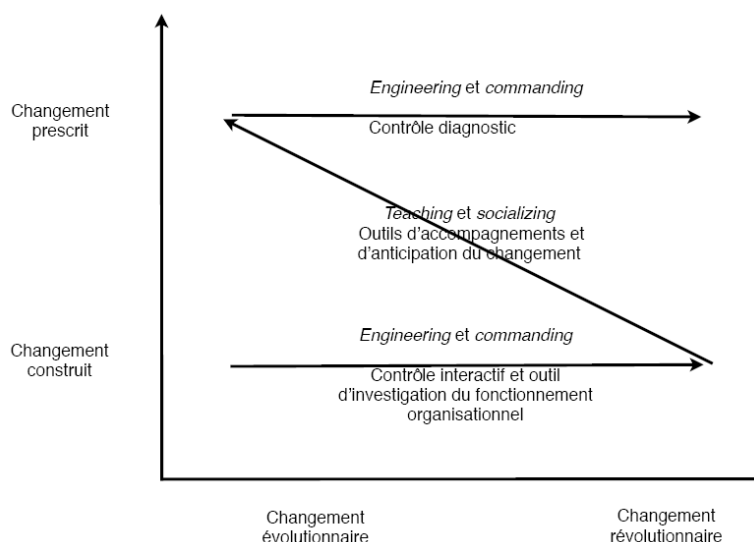 Engineering et commanding
Changement
prescrit
Contrôle diagnostic
Teaching et socializing
Outils d'accompagnements et
d'anticipation du changement
Engineering et commanding
Changement
construit
Contrôle interactif et outil
d'investigation du fonctionnement
organisationnel
Changement
évolutionnaire
Changement
révolutionnaire